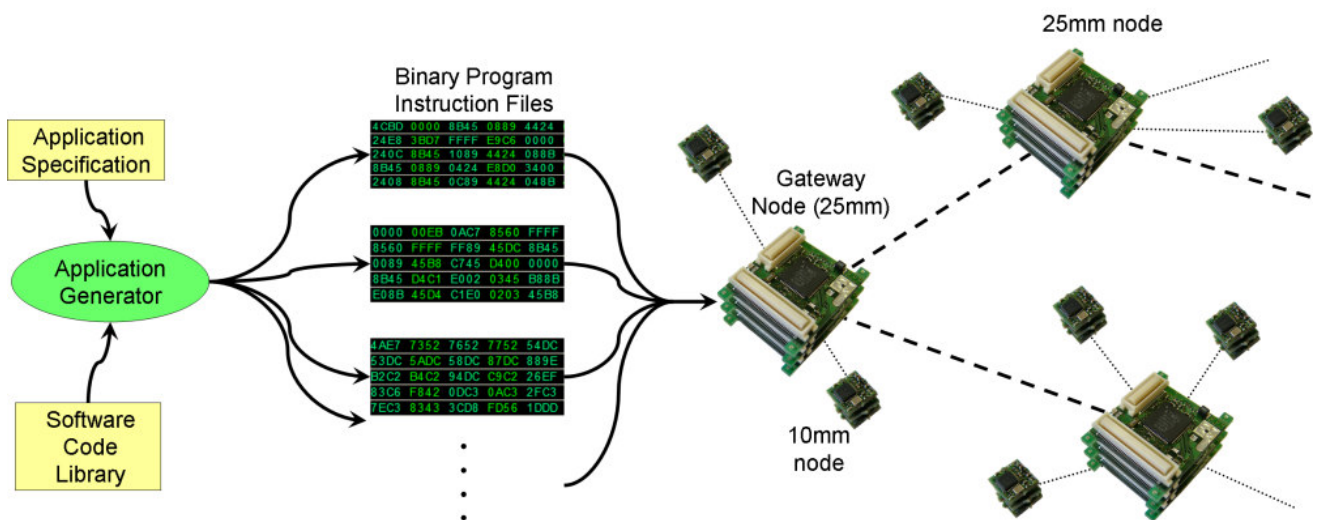 25mm node
Binary Program
Instruction Files
Application
Specification
4CBD 0000 8B45 0889 4424
24E8 3BD7 FFFF E9C6 0000
240C 8B45 1089 4424 088B
8B45 0889 0424 E8D0 3400
2408 8B45 0C89 4424 048B
Gateway
Node (25mm)
Application
Generator
0000 00EB 0AC7 8560 FFFF
8560 FFFF FF89 45DC 8B45
0089 45B8 C745 D400 0000
8B45 D4C1 E002 0345 B88B
E08B 45D4 C1E0 0203 45B8
4AE7 7352 7652 7752 54DC
53DC 5ADC 58DC 87DC 889E
B2C2 B4C2 94DC C9C2 26EF
83C6 F842 0DC3 0AC3 2FC3
7EC3 8343 3CD8 FD56 1DDD
Software
Code
Library
10mm
node